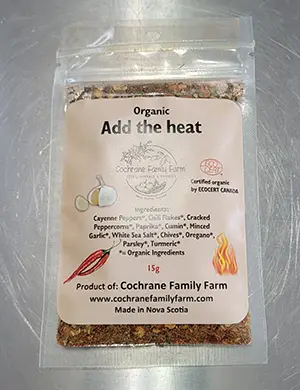 Organic
Add the heat
Cochrane Family Farm
Certified organic
by ECOCERT CANADA
Ingredients:
Cayenne Peppers*, Chili Flakes*, Cracked
Peppercorns*, Paprika*, Cumin*, Minced
Garlic*, White Sea Salt*, Chives*, Oregano*,
Parsley*, Turmeric*
*= Organic Ingredients
15g
Product of: Cochrane Family Farm
www.cochranefamilyfarm.com
Made in Nova Scotia